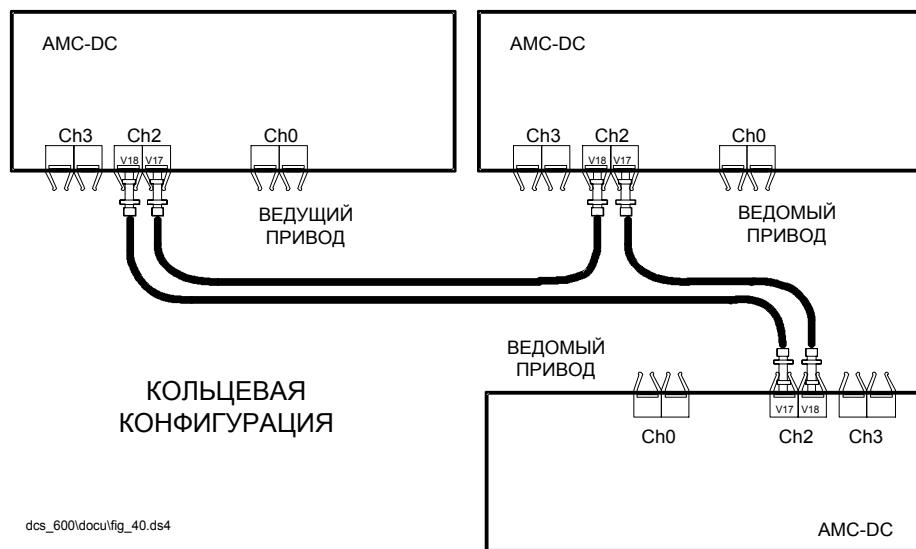 AMC-DC
Ch3 Ch2 Ch0
V18 V17
ВЕДУЩИЙ
ПРИВОД
AMC-DC
Ch3 Ch2 Ch0
V18 V17
ВЕДОМЫЙ
ПРИВОД
КОЛЬЦЕВАЯ
КОНФИГУРАЦИЯ
ВЕДОМЫЙ
ПРИВОД
V17 V18
Ch0 Ch2 Ch3
AMC-DC
dcs_600\docu\fig_40.ds4